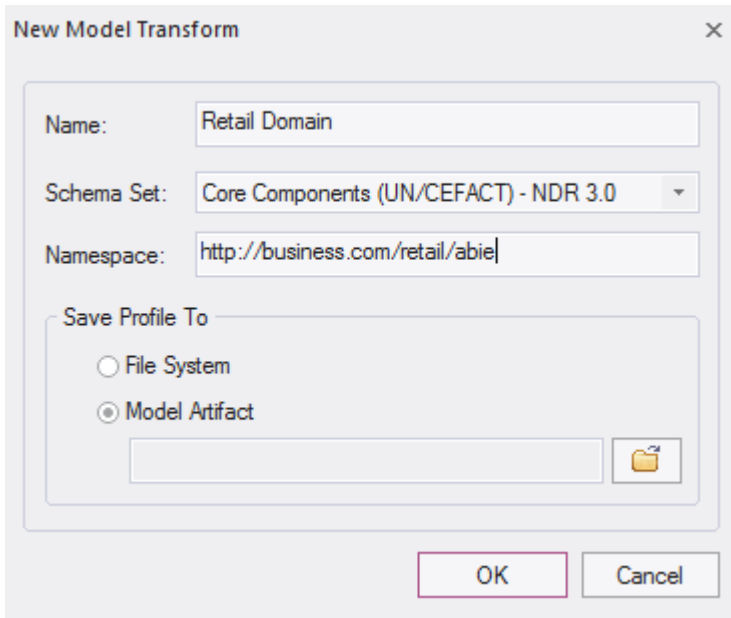 New Model Transform
Name: Retail Domain
Schema Set: Core Components (UN/CEFACT) - NDR 3.0
Namespace: http://business.com/retail/abie
Save Profile To
File System
Model Artifact
OK Cancel